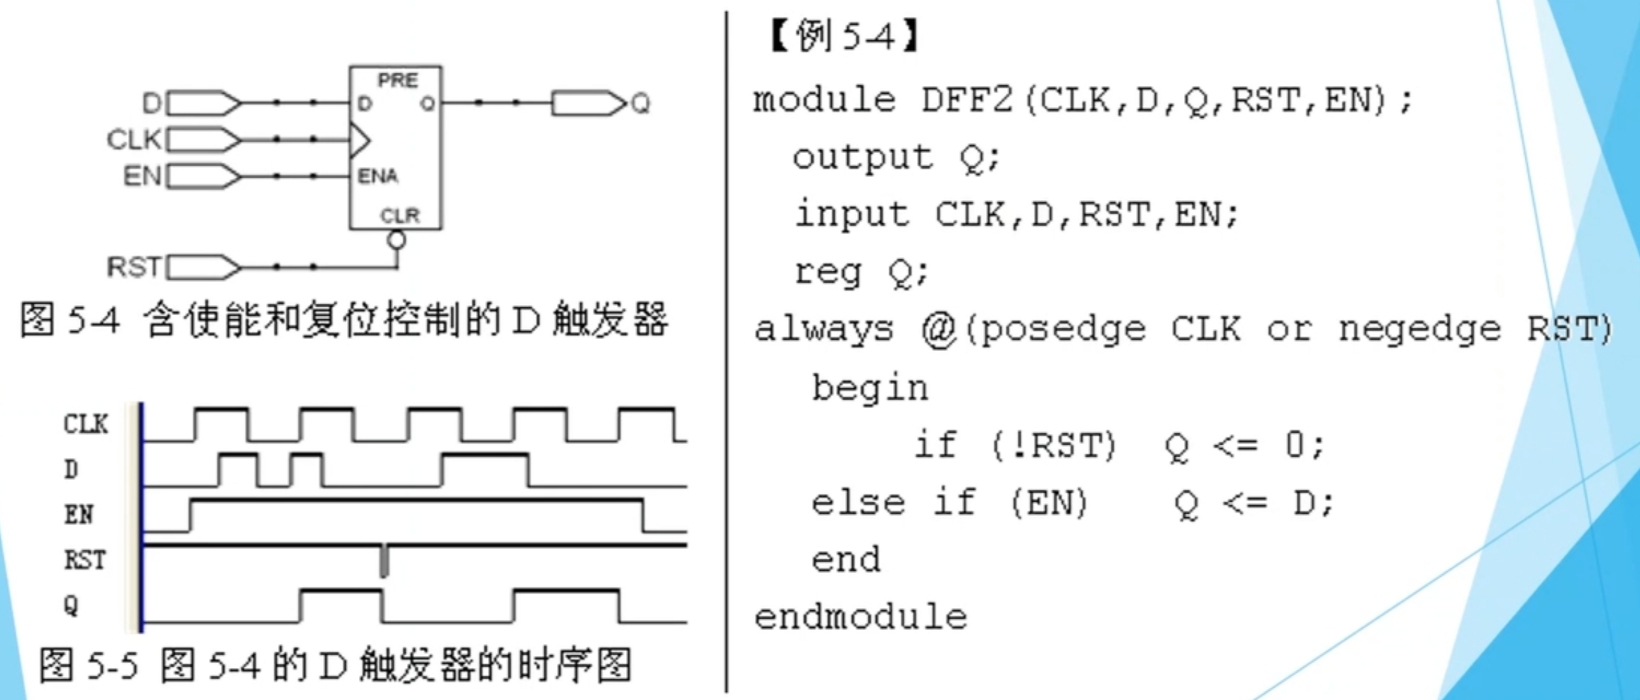 PRE
D
D
Q
Q
CLK
EN
ENA
CLR
RST
图 5-4 含使能和复位控制的 D 触发器
CLK
D
EN
RST
Q
图 5-5 图 5-4 的 D 触发器的时序图
【例 5-4】
module DFF2(CLK,D,Q,RST,EN);
output Q;
input CLK,D,RST,EN;
reg Q;
always @(posedge CLK or negedge RST)
begin
if (!RST) Q <= 0;
else if (EN) Q <= D;
end
endmodule